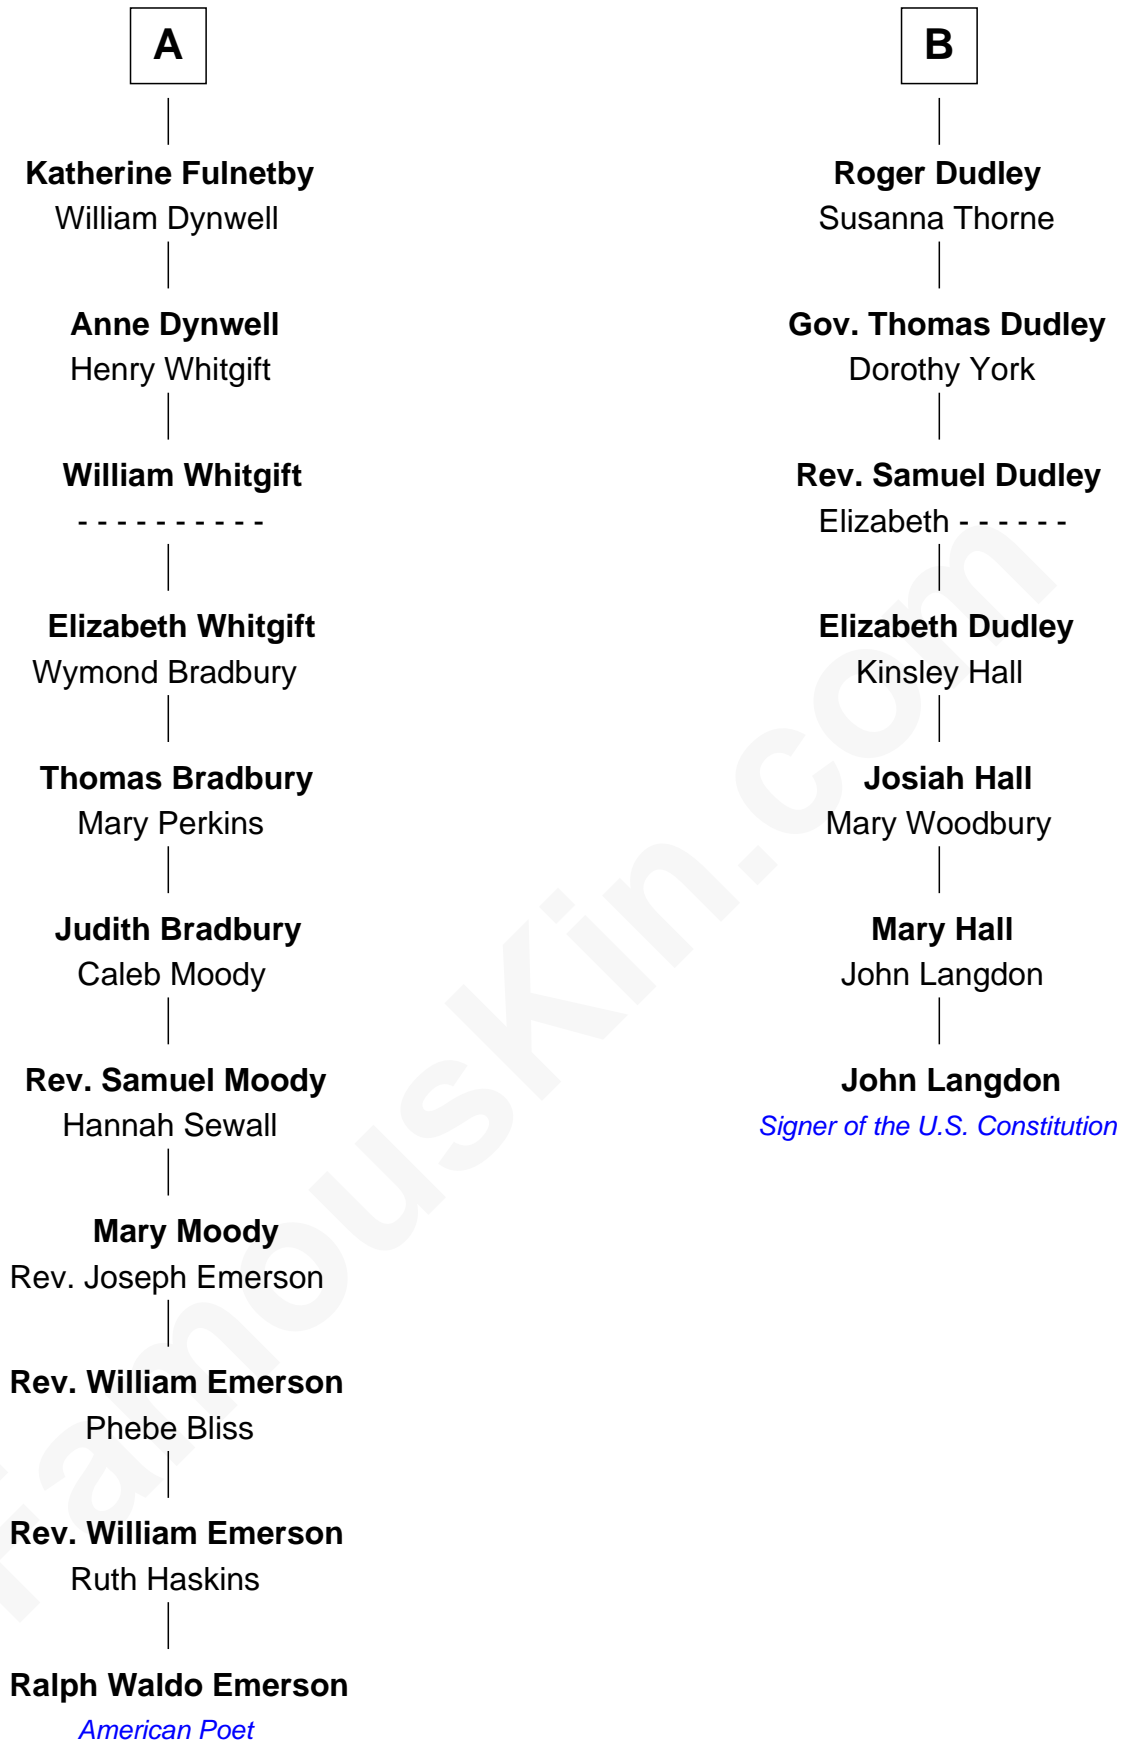 A
Katherine Fulnetby
William Dynwell
Anne Dynwell
Henry Whitgift
William Whitgift
- - - - - - - - - -
Elizabeth Whitgift
Wymond Bradbury
Thomas Bradbury
Mary Perkins
Judith Bradbury
Caleb Moody
Rev. Samuel Moody
Hannah Sewall
Mary Moody
Rev. Joseph Emerson
Rev. William Emerson
Phebe Bliss
Rev. William Emerson
Ruth Haskins
Ralph Waldo Emerson
American Poet
B
Roger Dudley
Susanna Thorne
Gov. Thomas Dudley
Dorothy York
Rev. Samuel Dudley
Elizabeth - - - - - -
Elizabeth Dudley
Kinsley Hall
Josiah Hall
Mary Woodbury
Mary Hall
John Langdon
John Langdon
Signer of the U.S. Constitution
FamousKin.com